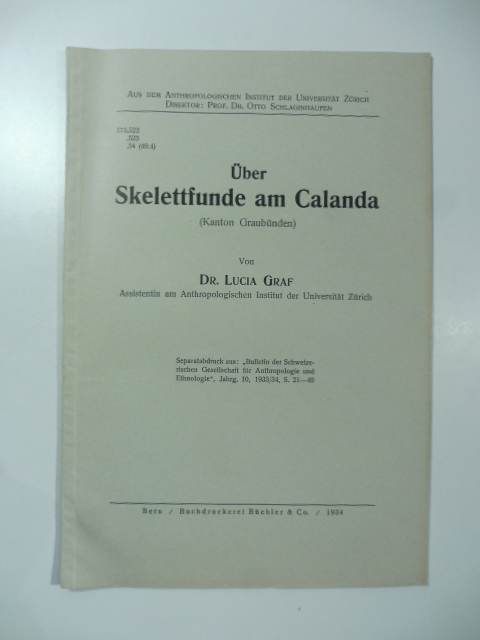 Aus dem Anthropologischen Institut der Universität Zürich
Direktor: Prof. Dr. Otto Schlaginhaufen
572.522
.523
.54 (49.4)
Über
Skelettfunde am Calanda
(Kanton Graubünden)
Von
Dr. Lucia Graf
Assistentin am Anthropologischen Institut der Universität Zürich
Separatabdruck aus: „Bulletin der Schweize-
rischen Gesellschaft für Anthropologie und
Ethnologie“, Jahrg. 10, 1933/34, S. 21—40
Bern / Buchdruckerei Büchler & Co. / 1934